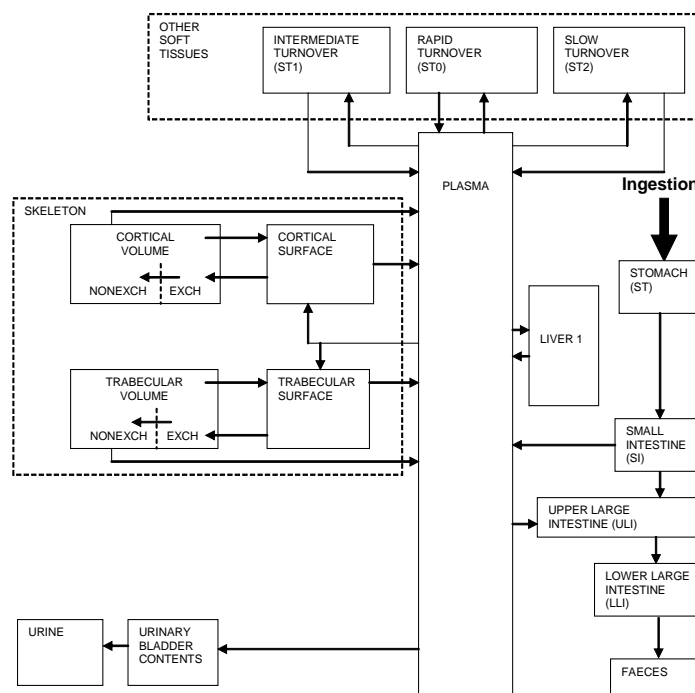 OTHER
SOFT
TISSUES
INTERMEDIATE
TURNOVER
(ST1)
RAPID
TURNOVER
(ST0)
SLOW
TURNOVER
(ST2)
PLASMA
Ingestion
SKELETON
CORTICAL
VOLUME
NONEXCH
EXCH
CORTICAL
SURFACE
STOMACH
(ST)
LIVER 1
TRABECULAR
VOLUME
NONEXCH
EXCH
TRABECULAR
SURFACE
SMALL
INTESTINE
(SI)
UPPER LARGE
INTESTINE (ULI)
LOWER LARGE
INTESTINE
(LLI)
URINE
URINARY
BLADDER
CONTENTS
FAECES